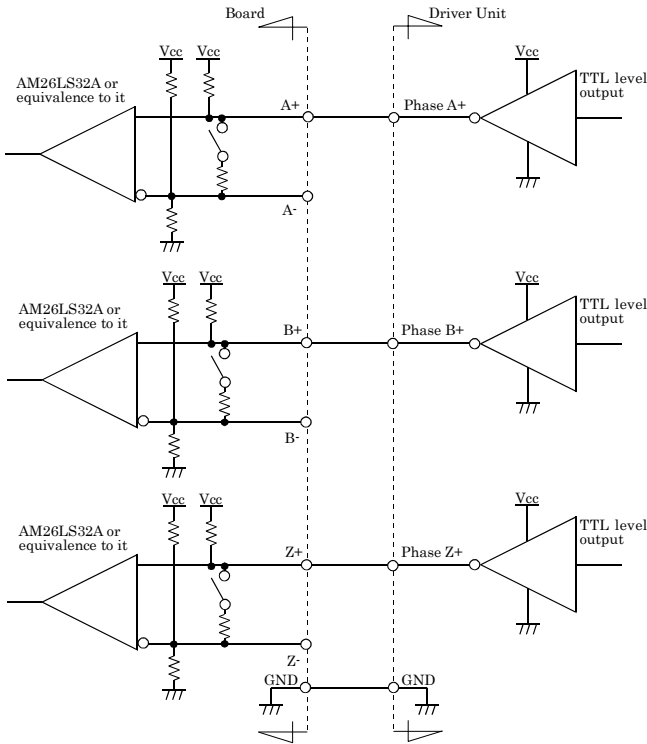 Board
Driver Unit
Vcc
Vcc
Vcc
AM26LS32A or
equivalence to it
TTL level
output
A+
Phase A+
A-
Vcc
Vcc
Vcc
AM26LS32A or
equivalence to it
TTL level
output
B+
Phase B+
B-
Vcc
Vcc
Vcc
AM26LS32A or
equivalence to it
TTL level
output
Z+
Phase Z+
Z-
GND
GND